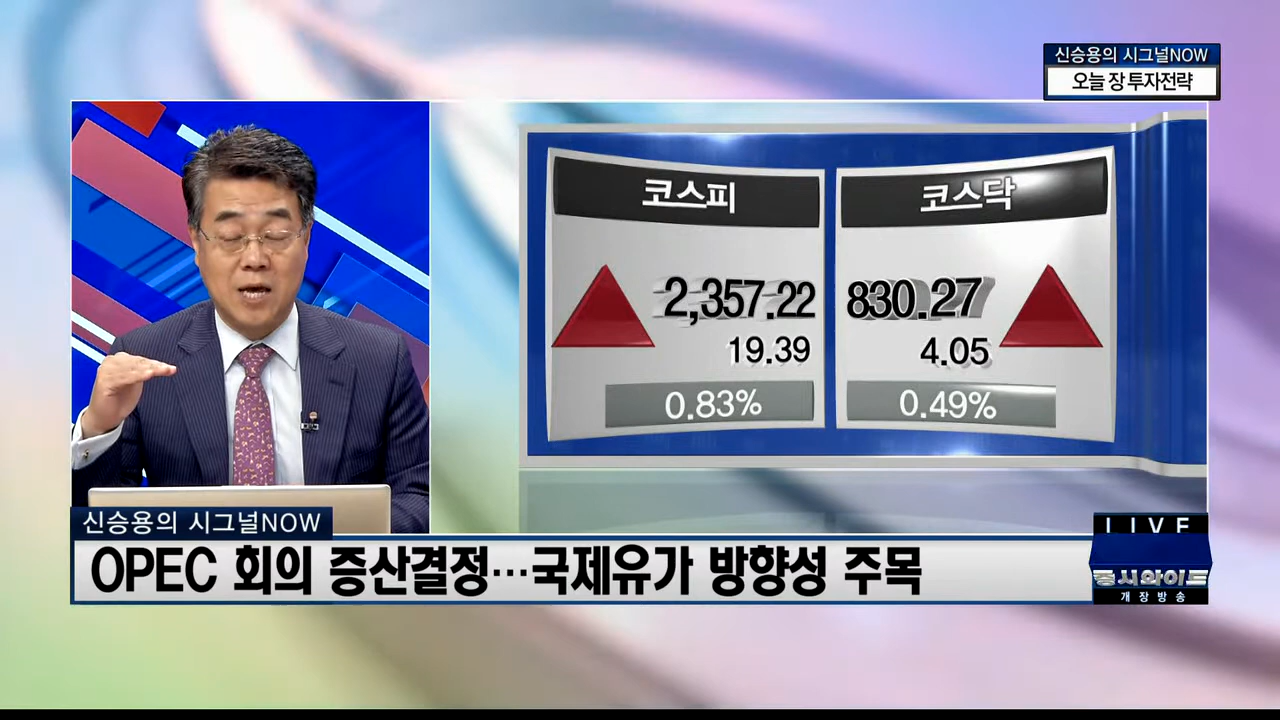 신승용의 시그널NOW
오늘 장 투자전략
코스피
2,357.22
19.39
0.83%
코스닥
830.27
4.05
0.49%
신승용의 시그널NOW
OPEC 회의 증산결정…국제유가 방향성 주목
LIVE
증시와이드
개장방송